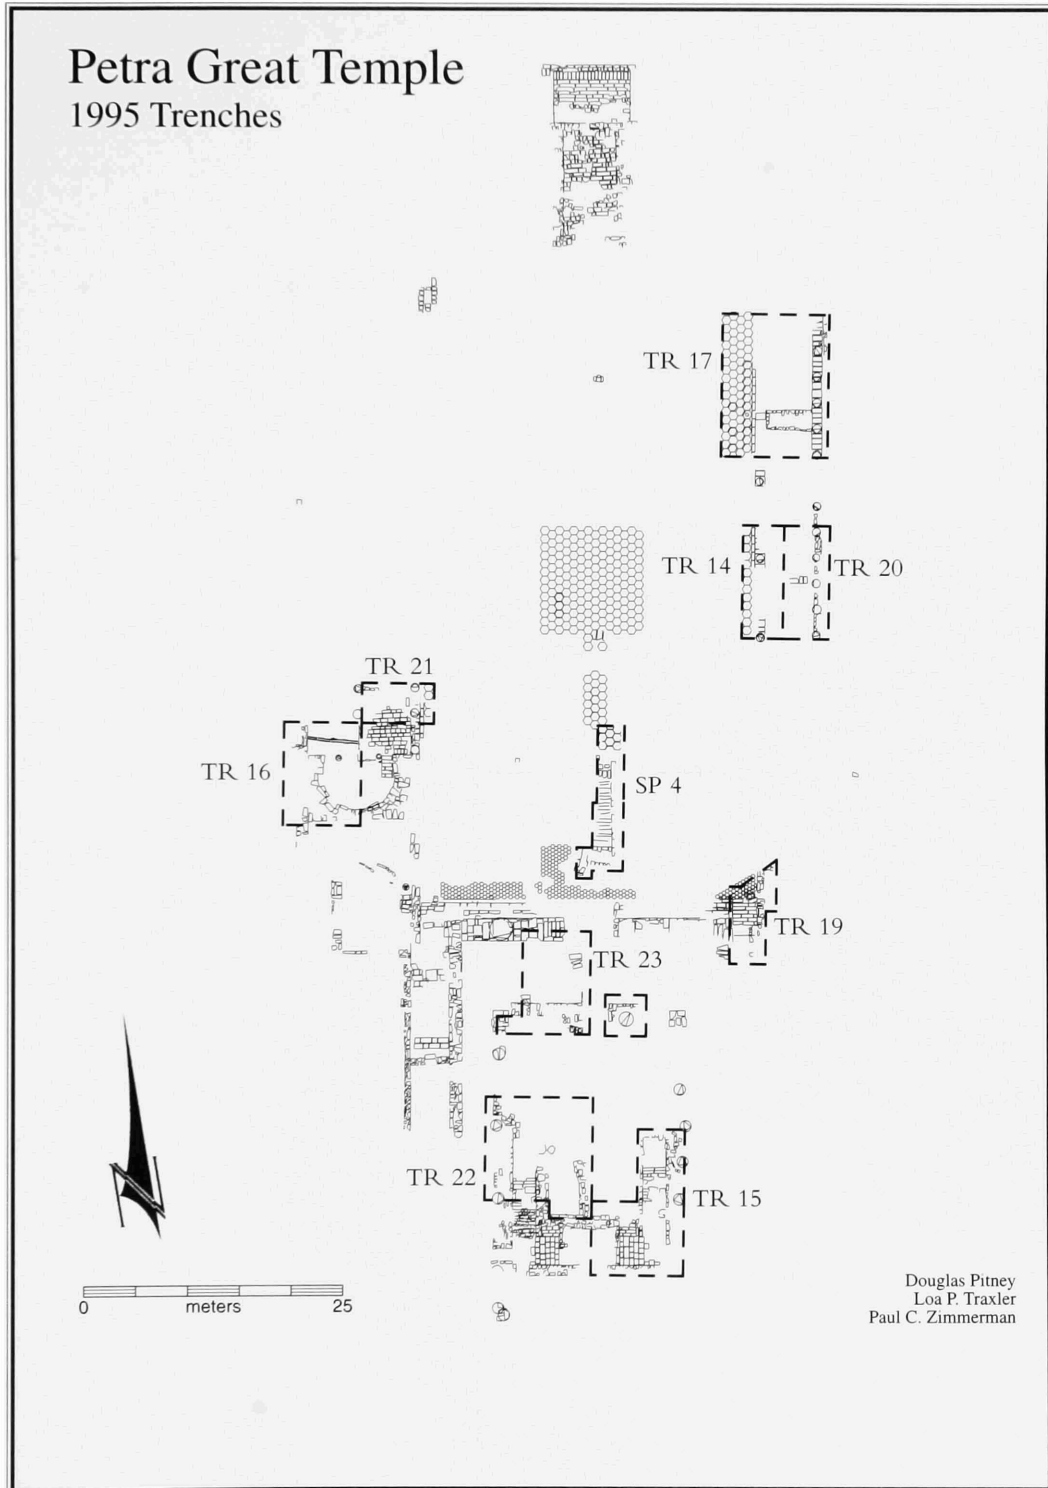 Petra Great Temple
1995 Trenches
TR 17
TR 14
TR 20
TR 21
TR 16
SP 4
TR 19
TR 23
TR 22
TR 15
N
0 meters 25
Douglas Pitney
Loa P. Traxler
Paul C. Zimmerman